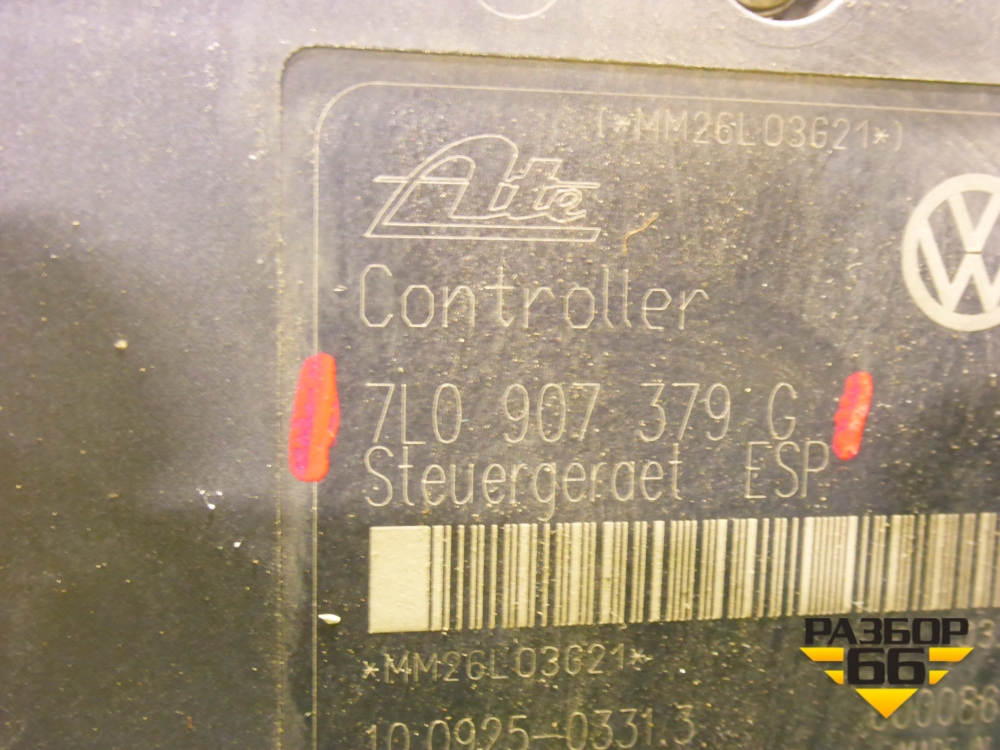 (*MM26L03G21*)
Ate
Controller
7L0 907 379 G
Steuergeraet ESP
*MM26L03G21*
10.0925-0331.3
РАЗБОР
66